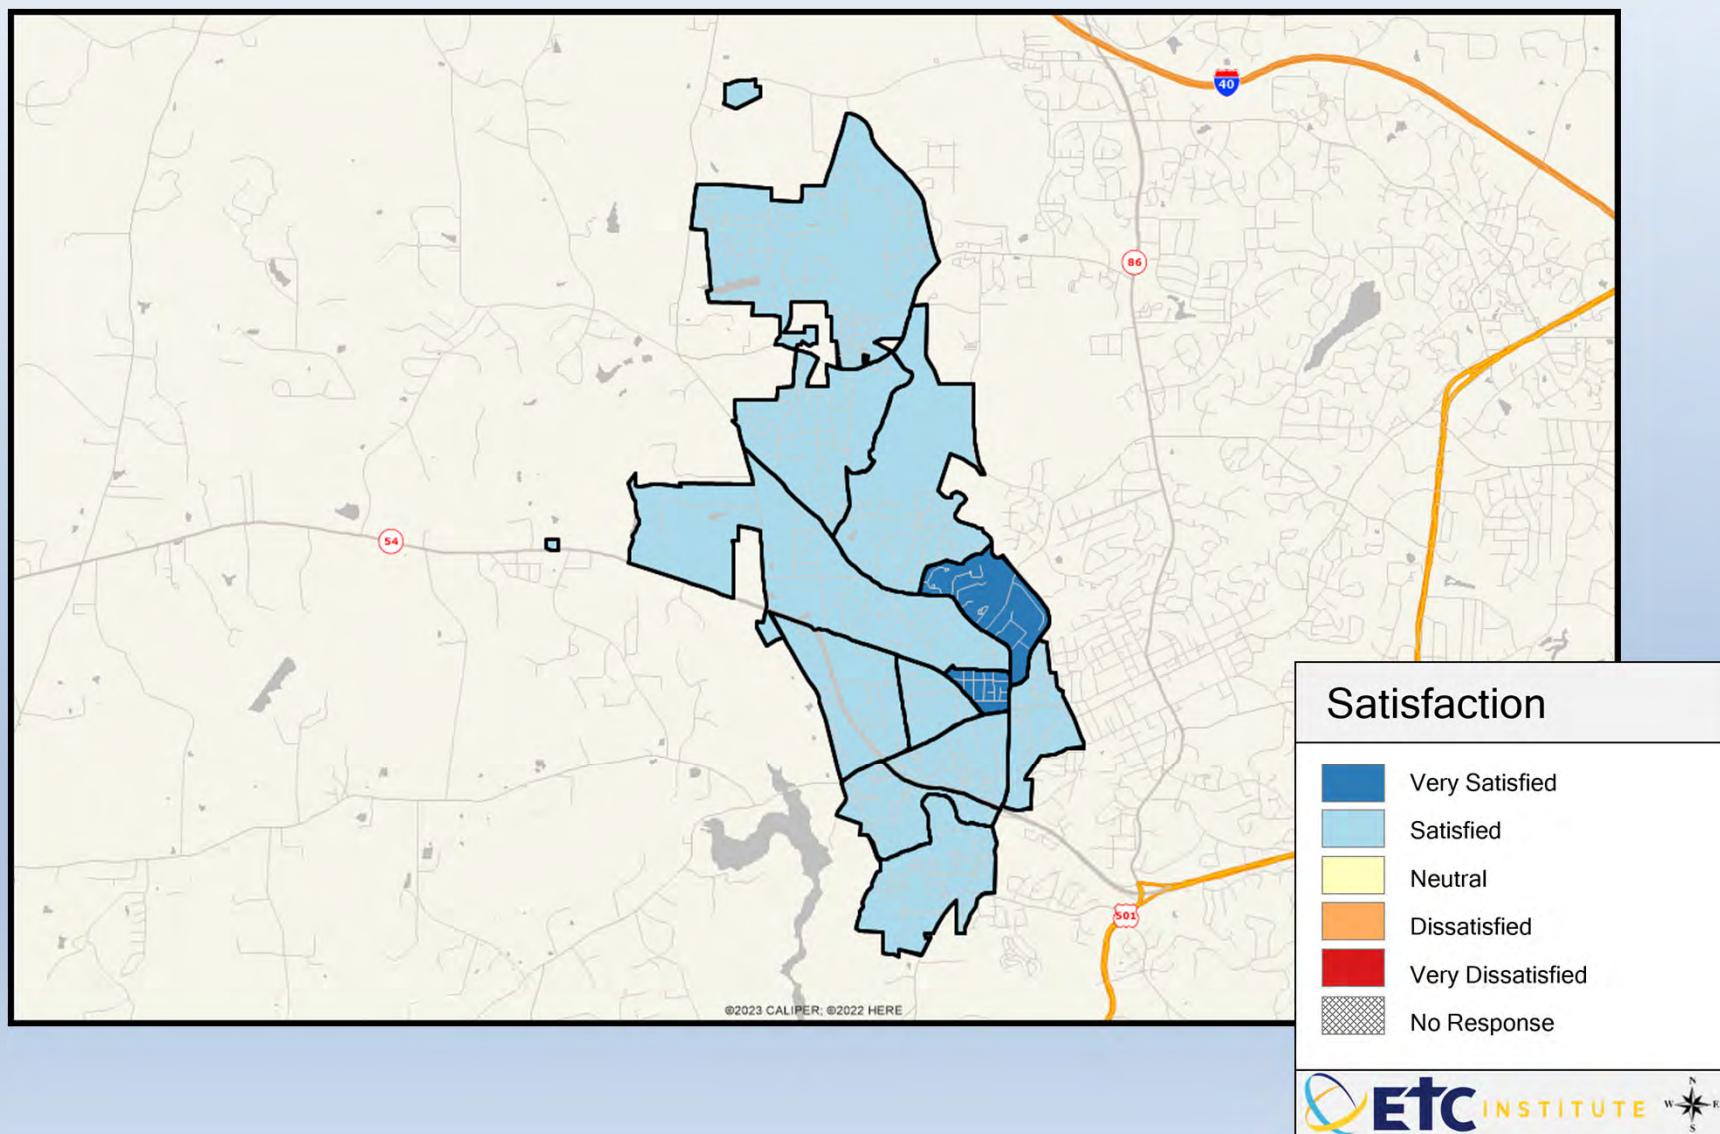 40
86
54
501
©2023 CALIPER; ©2022 HERE
Satisfaction
Very Satisfied
Satisfied
Neutral
Dissatisfied
Very Dissatisfied
No Response
ETC INSTITUTE
N
W E
S